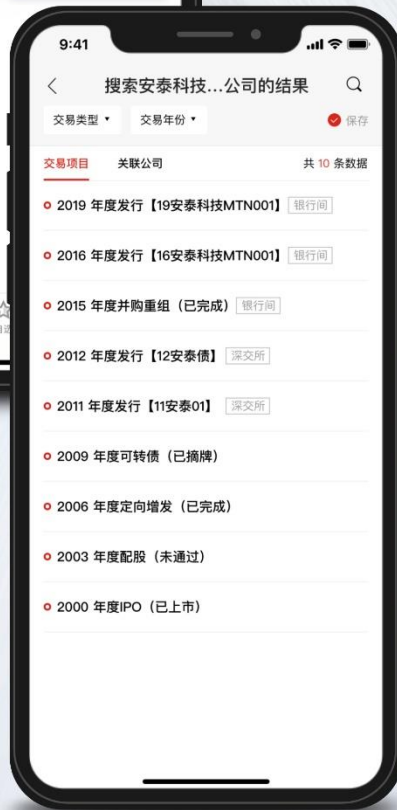 9:41
搜索安泰科技...公司的结果
交易类型 交易年份 保存
交易项目 关联公司 共 10 条数据
2019 年度发行【19安泰科技MTN001】 银行间
2016 年度发行【16安泰科技MTN001】 银行间
2015 年度并购重组（已完成） 银行间
2012 年度发行【12安泰债】 深交所
2011 年度发行【11安泰01】 深交所
2009 年度可转债（已摘牌）
2006 年度定向增发（已完成）
2003 年度配股（未通过）
2000 年度IPO（已上市）